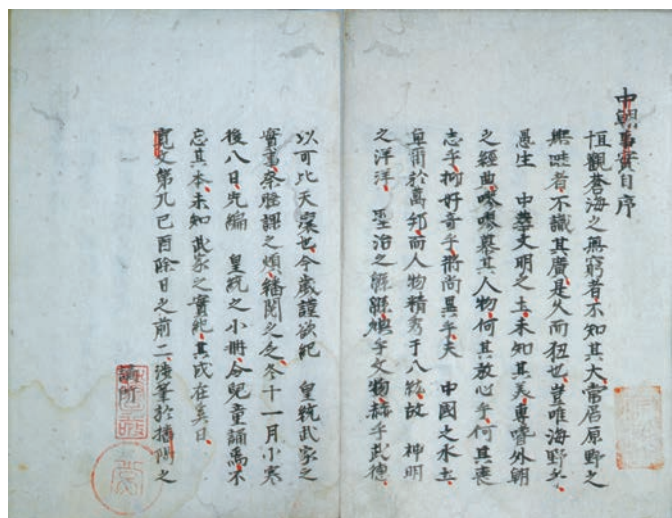 中朝事實自序
恒觀蒼海之無窮者不知其大常居原野之
無畦者不識其廣是久而狃也豈唯海野乎
愚生 中華文明之土未知其美專嗜外朝
之經典嘐嘐慕其人物何其放心乎何其喪
志乎抑好奇乎將尚異乎夫 中國之水土
卓爾於萬邦而人物精秀于八紘故 神明
之洋洋 聖治之緜緜煥乎文物赫乎武德
以可比天壤也今歲謹欲紀 皇統武家之
實事奈睡課之煩繙閱之乏冬十一月小寒
後八日先編 皇統之小冊令兒童誦焉不
忘其本未知武家之實紀其成在奚日
寛文第九己酉除日之前二渉筆於播陽之
謫所